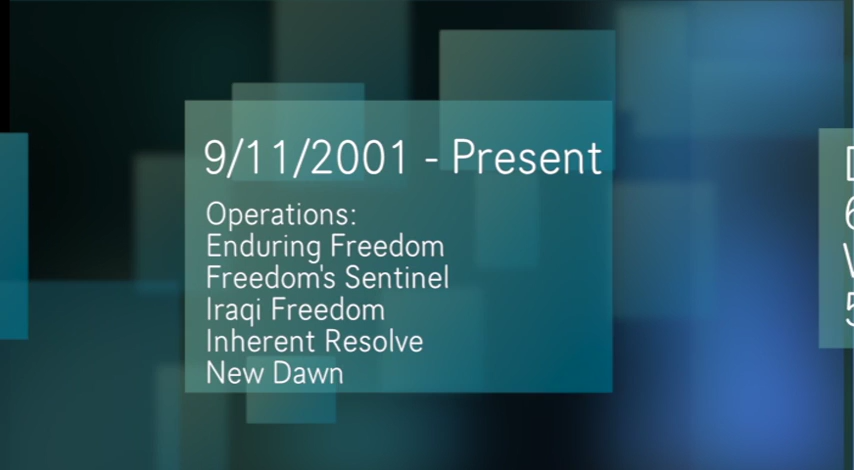 9/11/2001 - Present
Operations:
Enduring Freedom
Freedom's Sentinel
Iraqi Freedom
Inherent Resolve
New Dawn